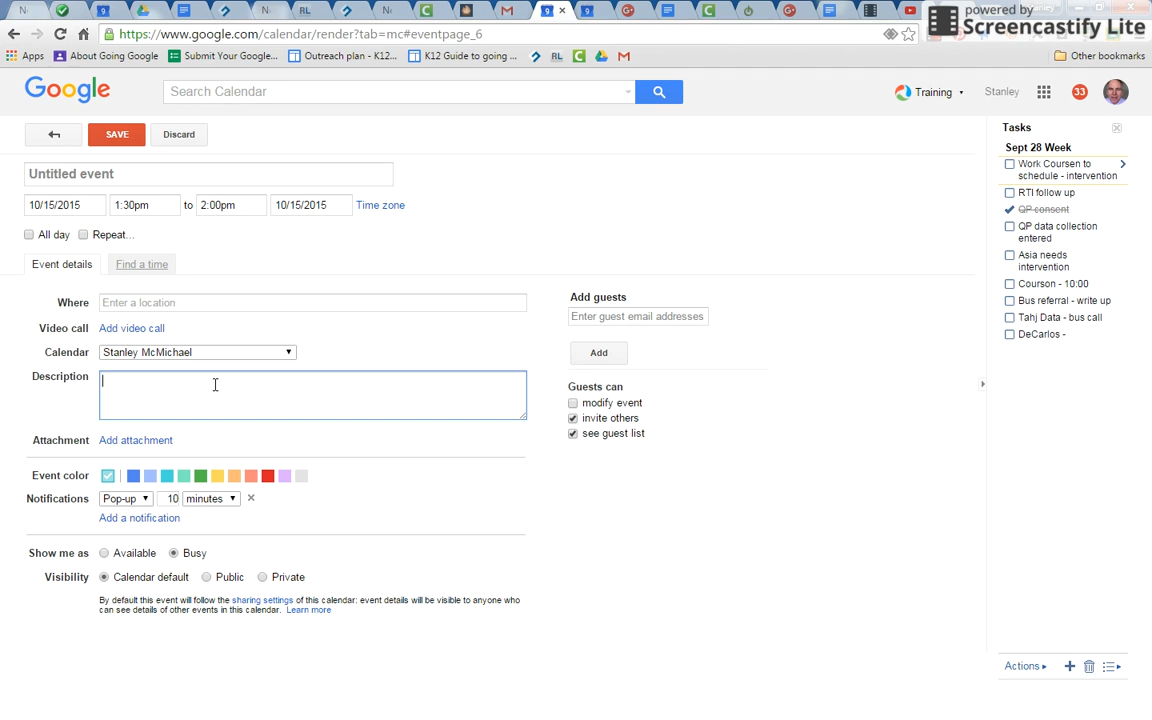 powered by
Screencastify Lite
https://www.google.com/calendar/render?tab=mc#eventpage_6
Apps About Going Google Submit Your Google... Outreach plan - K12... K12 Guide to going ... RL Other bookmarks
Google Search Calendar Training Stanley 33
SAVE Discard
Untitled event
10/15/2015 1:30pm to 2:00pm 10/15/2015 Time zone
All day Repeat...
Event details Find a time
Where Enter a location
Video call Add video call
Calendar Stanley McMichael
Description
Attachment Add attachment
Event color
Notifications Pop-up 10 minutes
Add a notification
Show me as Available Busy
Visibility Calendar default Public Private
By default this event will follow the sharing settings of this calendar: event details will be visible to anyone who
can see details of other events in this calendar. Learn more
Add guests
Enter guest email addresses
Add
Guests can
modify event
invite others
see guest list
Tasks
Sept 28 Week
Work Coursen to
schedule - intervention
RTI follow up
QP consent
QP data collection
entered
Asia needs
intervention
Courson - 10:00
Bus referral - write up
Tahj Data - bus call
DeCarlos -
Actions